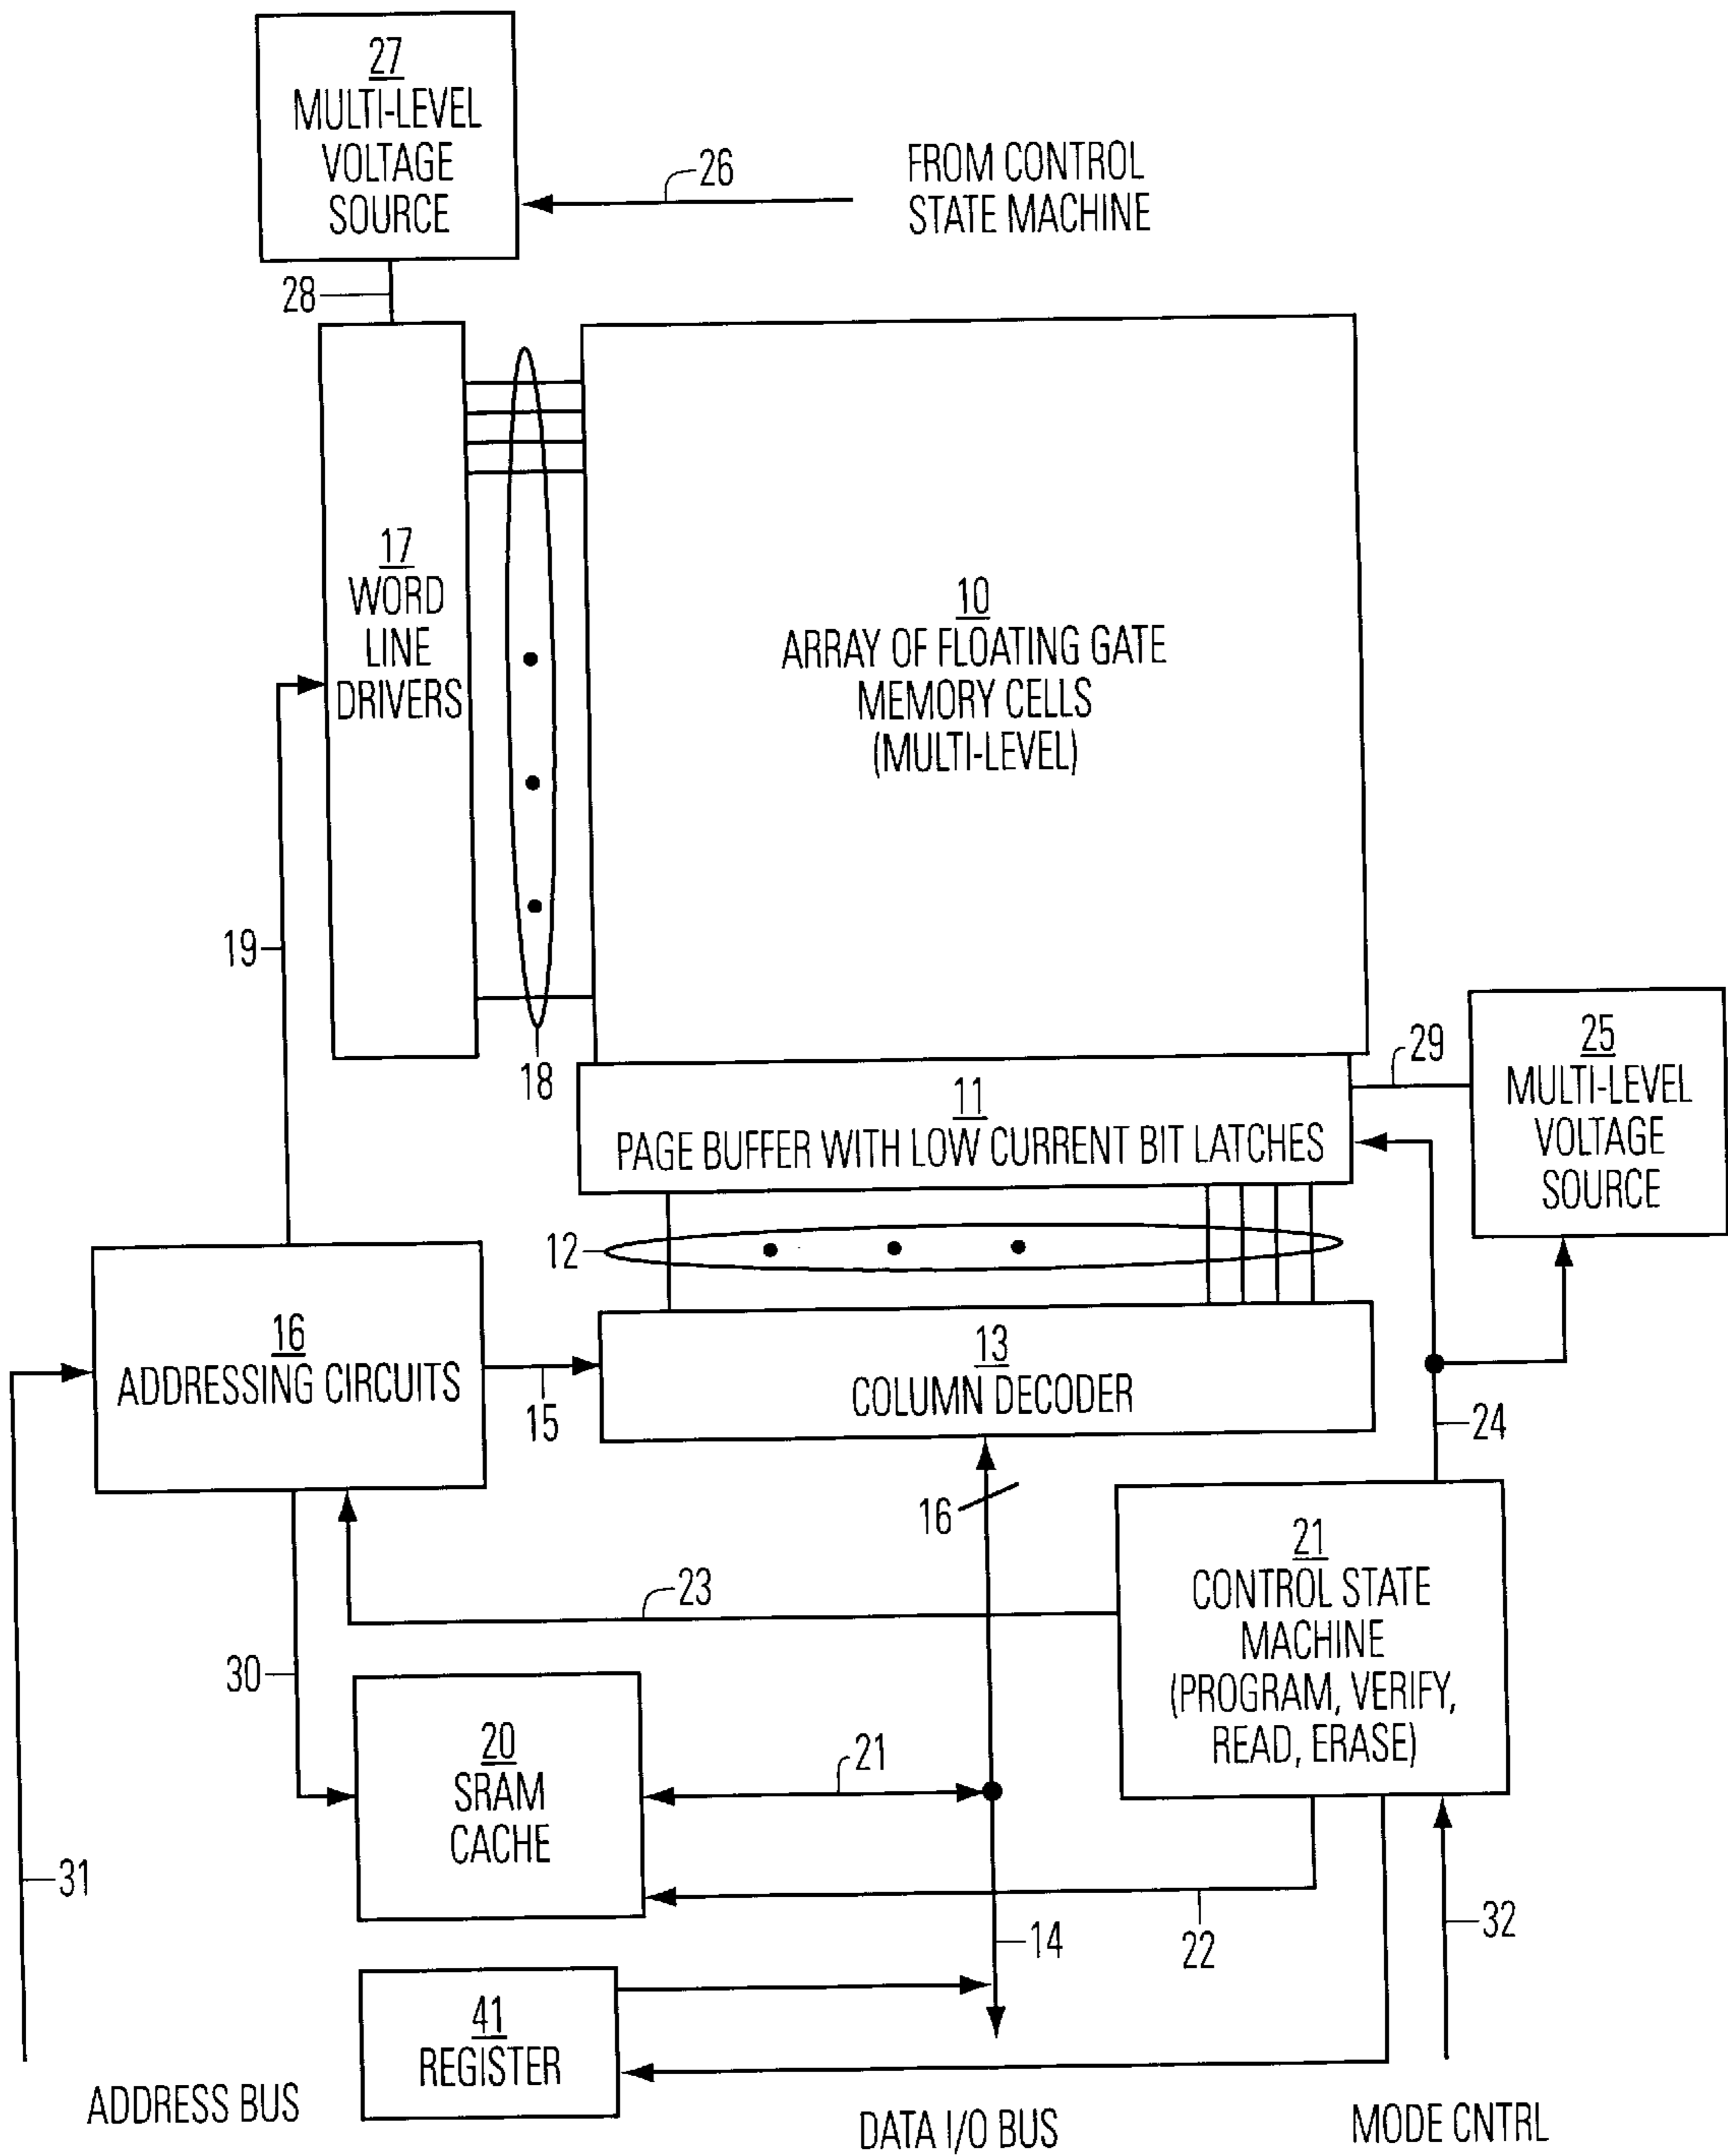 27
MULTI-LEVEL
VOLTAGE
SOURCE
26
FROM CONTROL
STATE MACHINE
28
17
WORD
LINE
DRIVERS
10
ARRAY OF FLOATING GATE
MEMORY CELLS
(MULTI-LEVEL)
19
18
11
PAGE BUFFER WITH LOW CURRENT BIT LATCHES
29
25
MULTI-LEVEL
VOLTAGE
SOURCE
12
16
ADDRESSING CIRCUITS
15
13
COLUMN DECODER
24
16
21
CONTROL STATE
MACHINE
(PROGRAM, VERIFY,
READ, ERASE)
23
30
20
SRAM
CACHE
21
31
22
14
32
41
REGISTER
ADDRESS BUS
DATA I/O BUS
MODE CNTRL